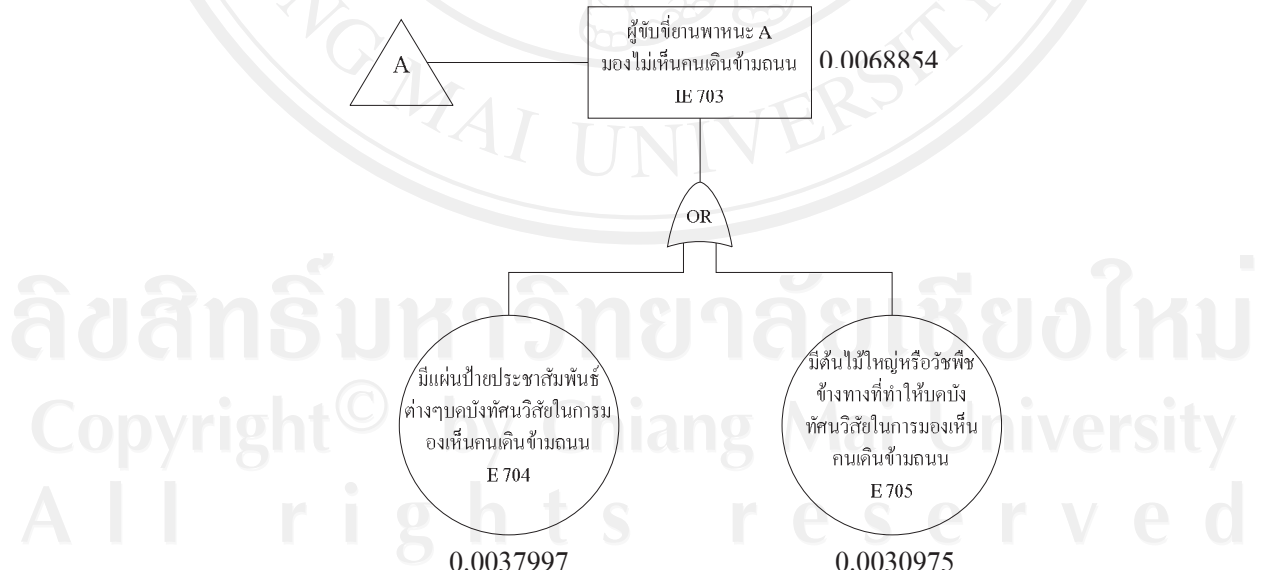 A
ผู้ขับขี่ยานพาหนะ A
มองไม่เห็นคนเดินข้ามถนน
IE 703
0.0068854
OR
มีแผ่นป้ายประชาสัมพันธ์
ต่างๆบดบังทัศนวิสัยในการม
องเห็นคนเดินข้ามถนน
E 704
0.0037997
มีต้นไม้ใหญ่หรือวัชพืช
ข้างทางที่ทำให้บดบัง
ทัศนวิสัยในการมองเห็น
คนเดินข้ามถนน
E 705
0.0030975
MAI UNIVERSITY
ลิขสิทธิ์มหาวิทยาลัยเชียงใหม่
Copyright© by Chiang Mai University
All rights reserved